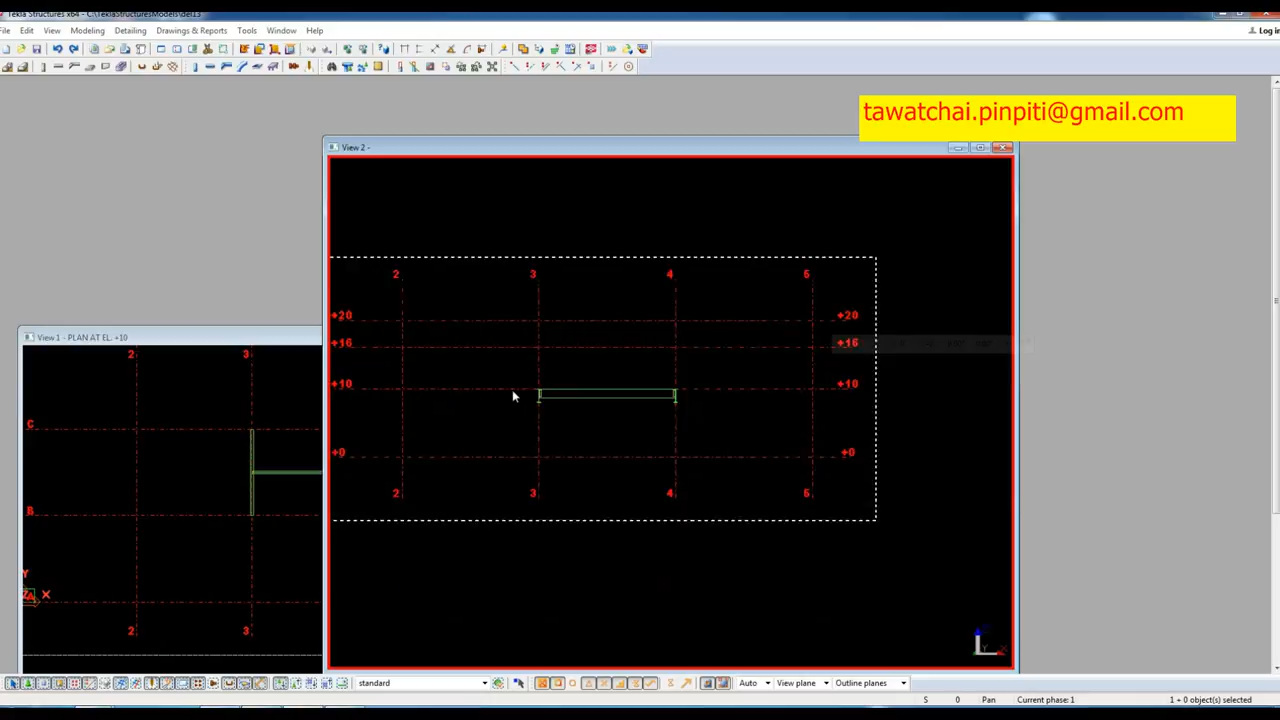 Tekla Structures x64 - C:\TeklaStructuresModels\del13
File Edit View Modeling Detailing Drawings & Reports Tools Window Help
Log in
tawatchai.pinpiti@gmail.com
View 2 -
2 3 4 5
+20 +20
+16 +16
+10 +10
+0 +0
2 3 4 5
View 1 - PLAN AT EL. +10
2 3
C
B
Y
X
2 3
Y
standard
Auto
View plane
Outline planes
S 0 Pan Current phase: 1 1 + 0 object(s) selected